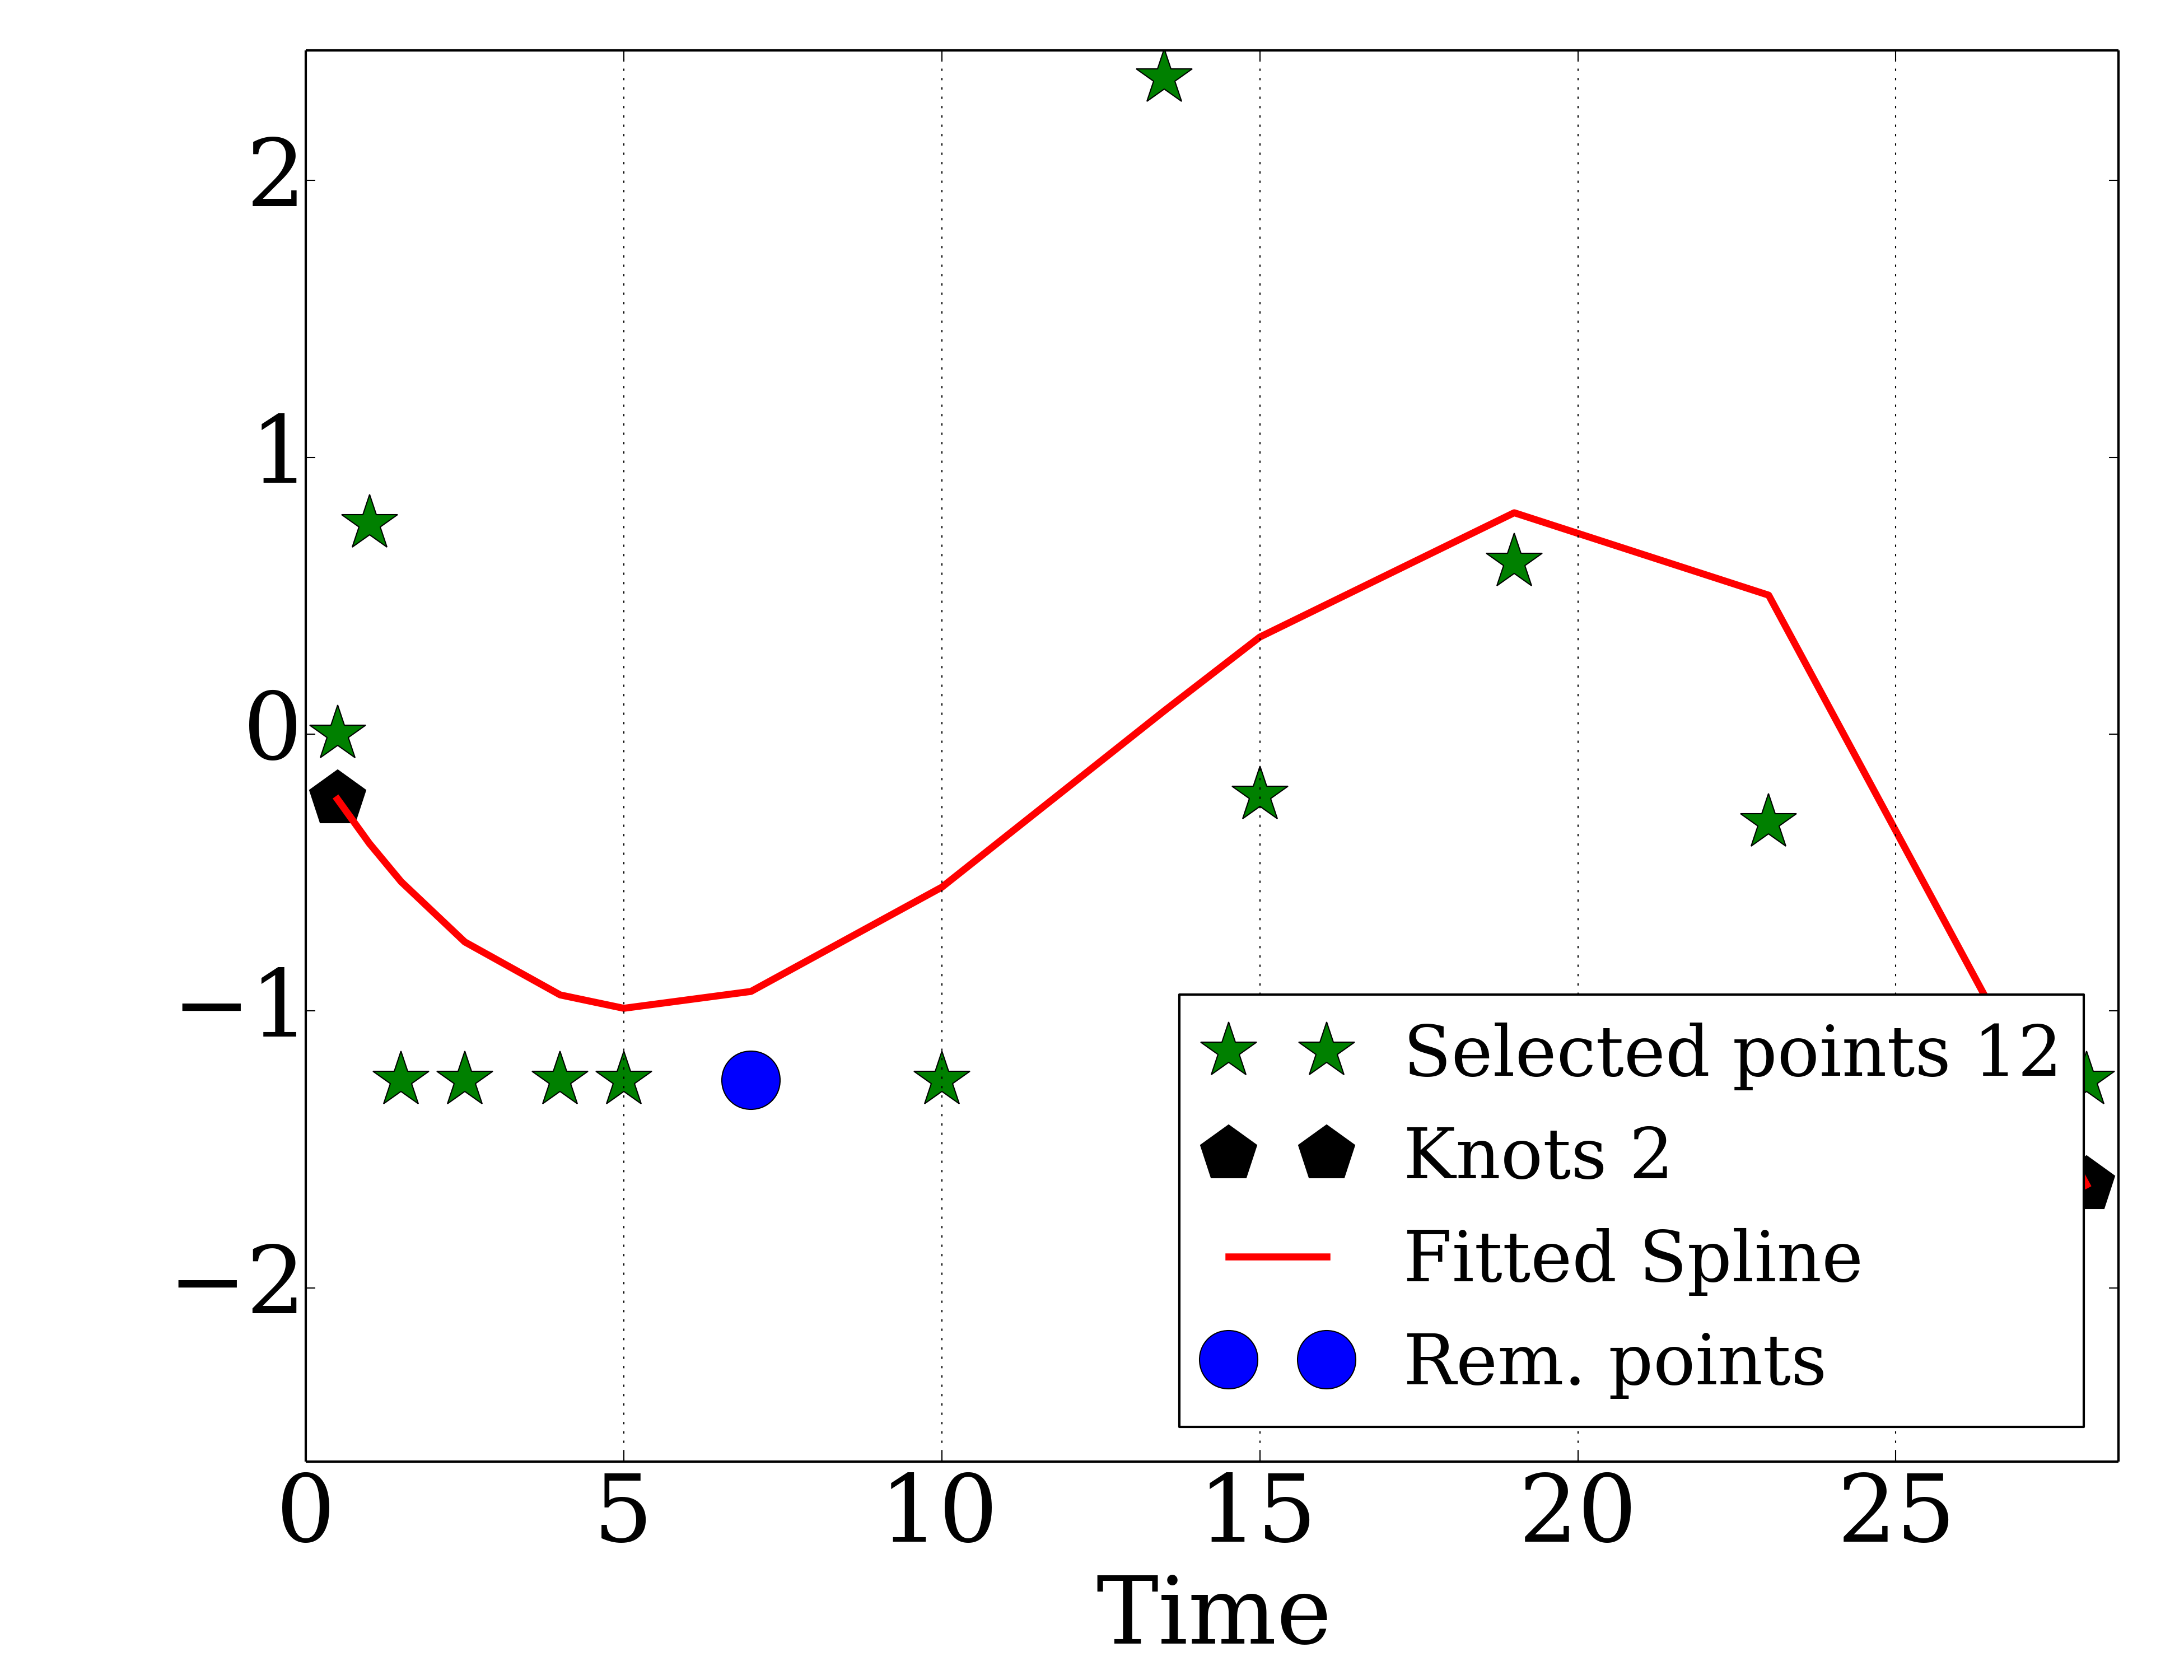 2
1
0
−1
−2
Selected points 12
Knots 2
Fitted Spline
Rem. points
0 5 10 15 20 25
Time